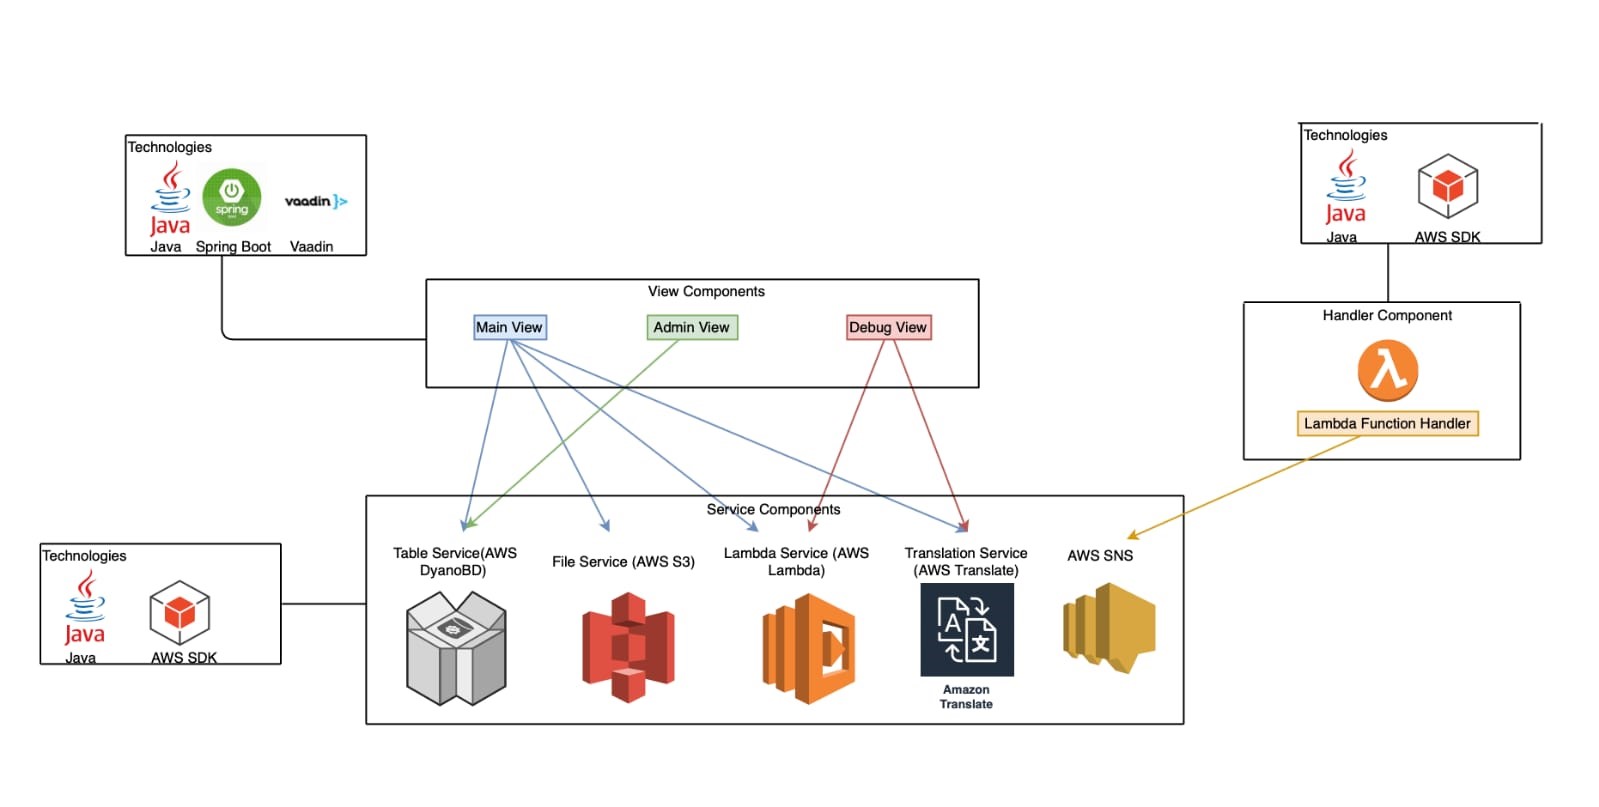 Technologies
Java
spring
boot
vaadin }>
Java
Spring Boot
Vaadin
Technologies
Java
Java
AWS SDK
View Components
Main View
Admin View
Debug View
Handler Component
λ
Lambda Function Handler
Service Components
Table Service(AWS
DyanoBD)
File Service (AWS S3)
Lambda Service (AWS
Lambda)
Translation Service
(AWS Translate)
AWS SNS
A
文
Amazon
Translate
Technologies
Java
Java
AWS SDK